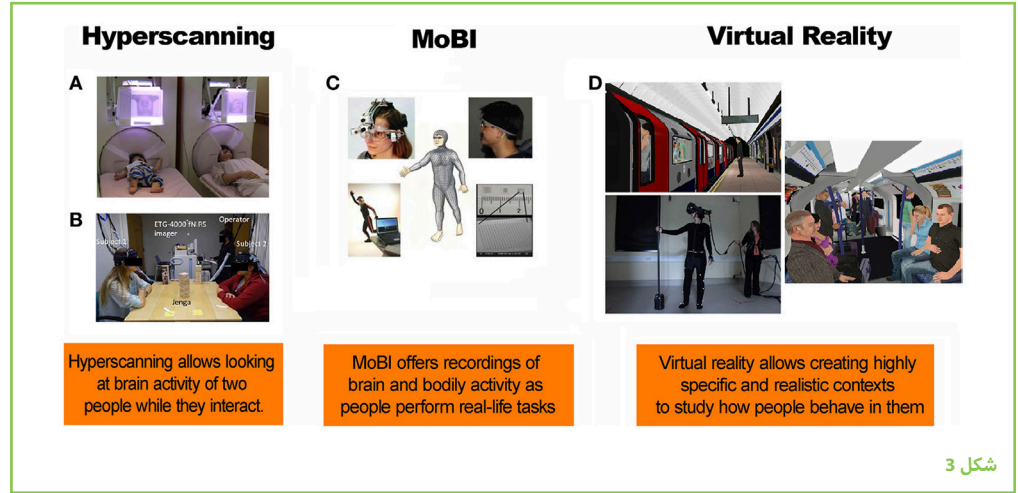 Hyperscanning
MoBI
Virtual Reality
A
B
Subject 1
ETG-4000 fNIRS
imager
Operator
Subject 2
Jenga
C
0 1 2
D
Hyperscanning allows looking
at brain activity of two
people while they interact.
MoBI offers recordings of
brain and bodily activity as
people perform real-life tasks
Virtual reality allows creating highly
specific and realistic contexts
to study how people behave in them
شكل 3